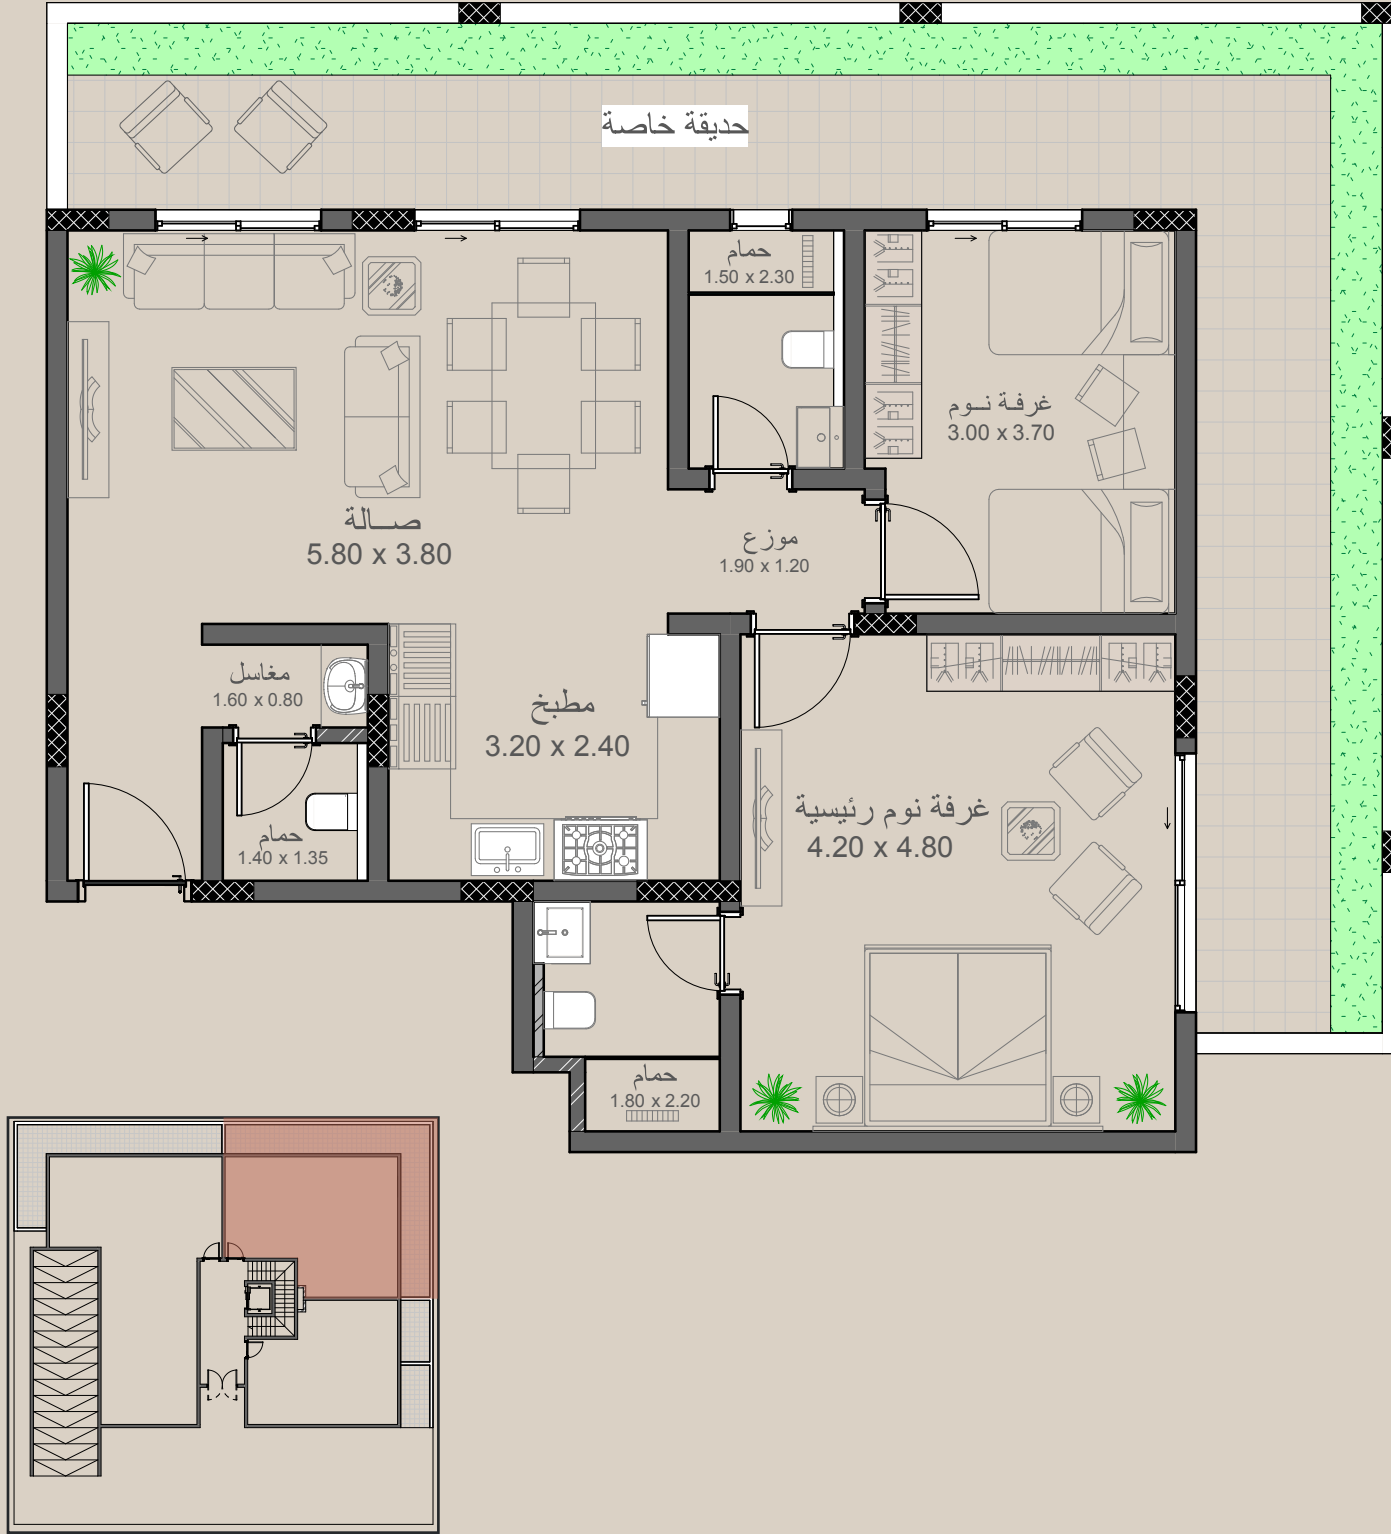 حديقة خاصة
حمام
1.50 x 2.30
غرفة نوم
3.00 x 3.70
صالة
5.80 x 3.80
موزع
1.90 x 1.20
مغاسل
1.60 x 0.80
مطبخ
3.20 x 2.40
غرفة نوم رئيسية
4.20 x 4.80
حمام
1.40 x 1.35
حمام
1.80 x 2.20